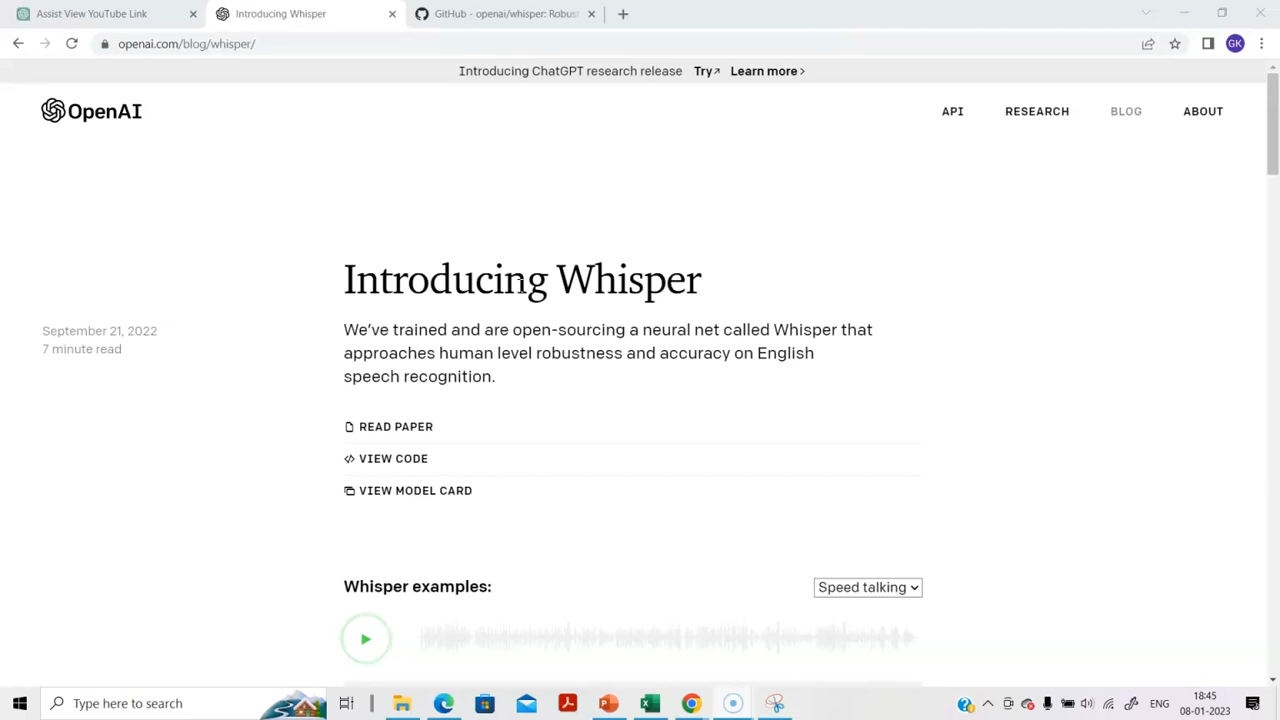 Assist View YouTube Link
Introducing Whisper
GitHub - openai/whisper: Robust
openai.com/blog/whisper/
GK
Introducing ChatGPT research release Try↗ Learn more >
OpenAI
API RESEARCH BLOG ABOUT
Introducing Whisper
September 21, 2022
7 minute read
We’ve trained and are open-sourcing a neural net called Whisper that
approaches human level robustness and accuracy on English
speech recognition.
READ PAPER
VIEW CODE
VIEW MODEL CARD
Whisper examples:
Speed talking
Type here to search
ENG
18:45
08-01-2023